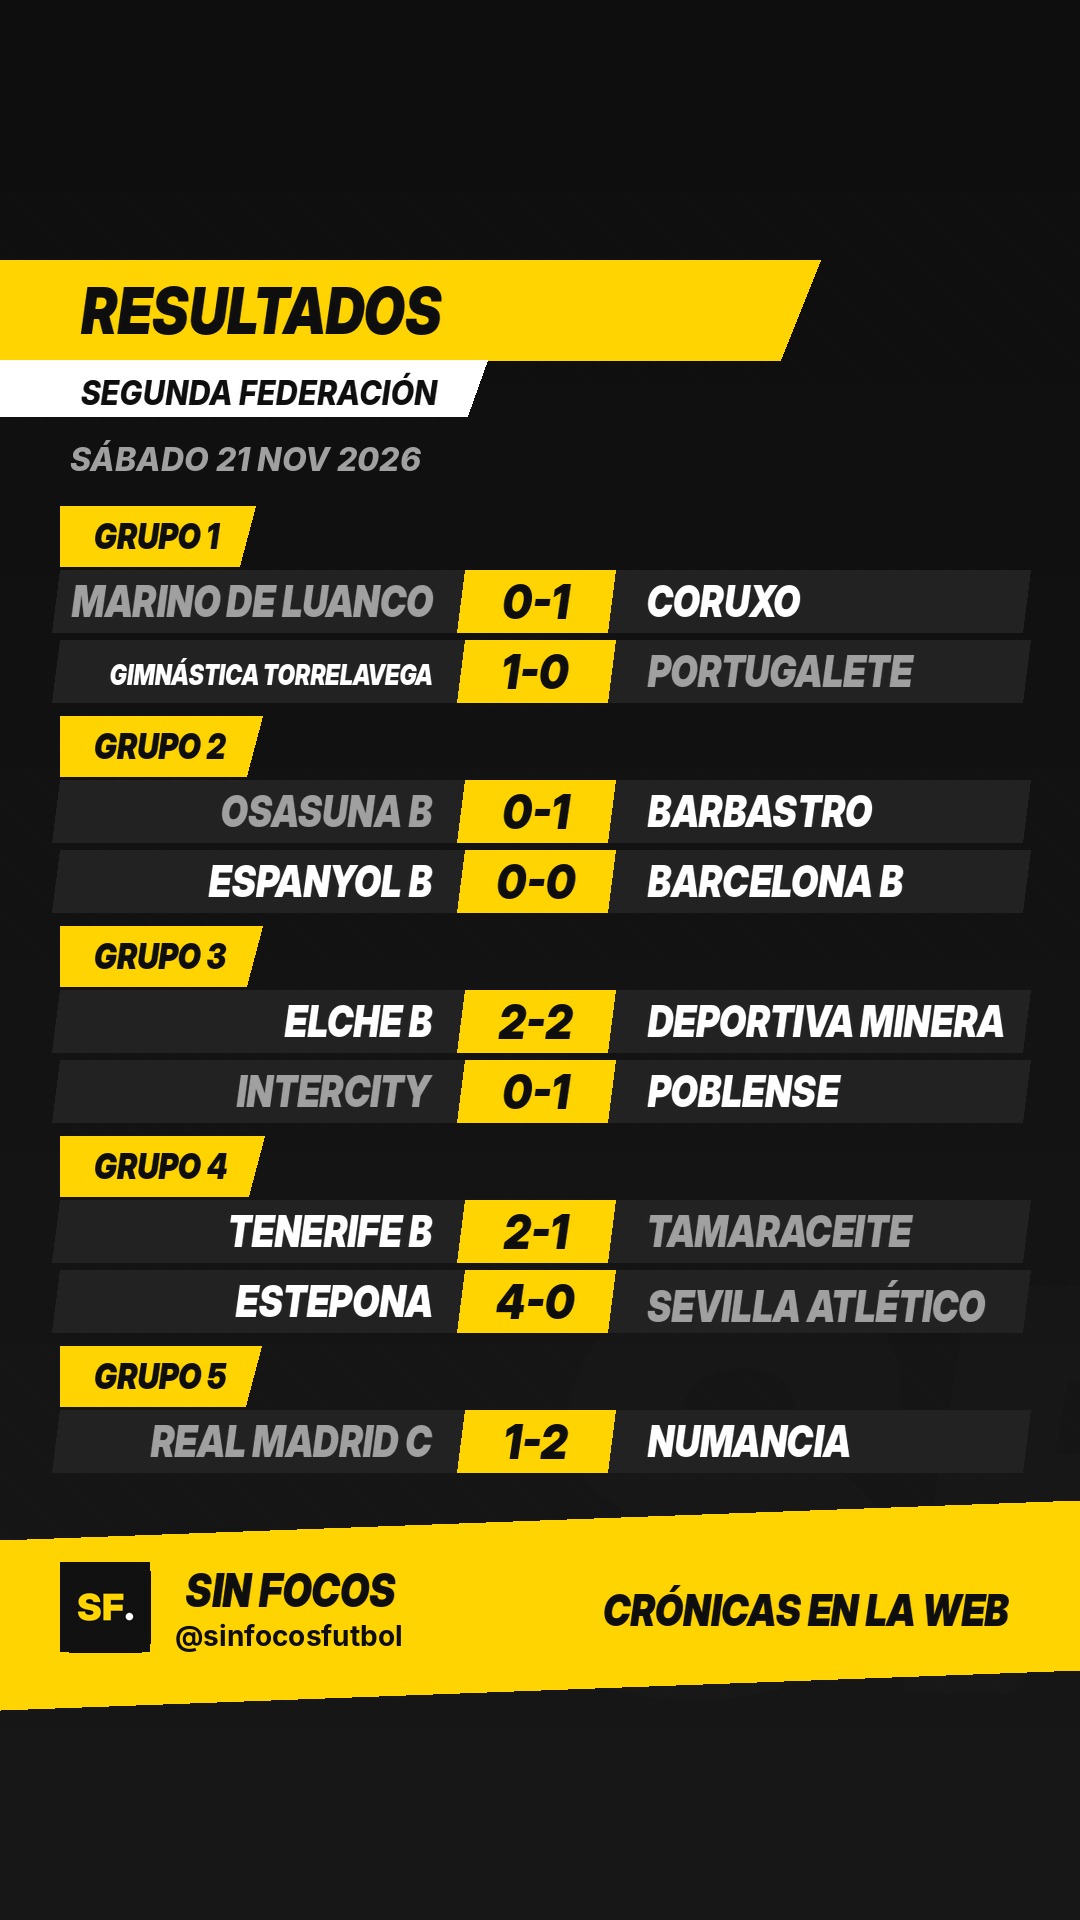 RESULTADOS
SEGUNDA FEDERACIÓN
SÁBADO 21 NOV 2026
GRUPO 1
MARINO DE LUANCO 0-1 CORUXO
GIMNÁSTICA TORRELAVEGA 1-0 PORTUGALETE
GRUPO 2
OSASUNA B 0-1 BARBASTRO
ESPANYOL B 0-0 BARCELONA B
GRUPO 3
ELCHE B 2-2 DEPORTIVA MINERA
INTERCITY 0-1 POBLENSE
GRUPO 4
TENERIFE B 2-1 TAMARACEITE
ESTEPONA 4-0 SEVILLA ATLÉTICO
GRUPO 5
REAL MADRID C 1-2 NUMANCIA
SF.
SIN FOCOS
@sinfocosfutbol
CRÓNICAS EN LA WEB